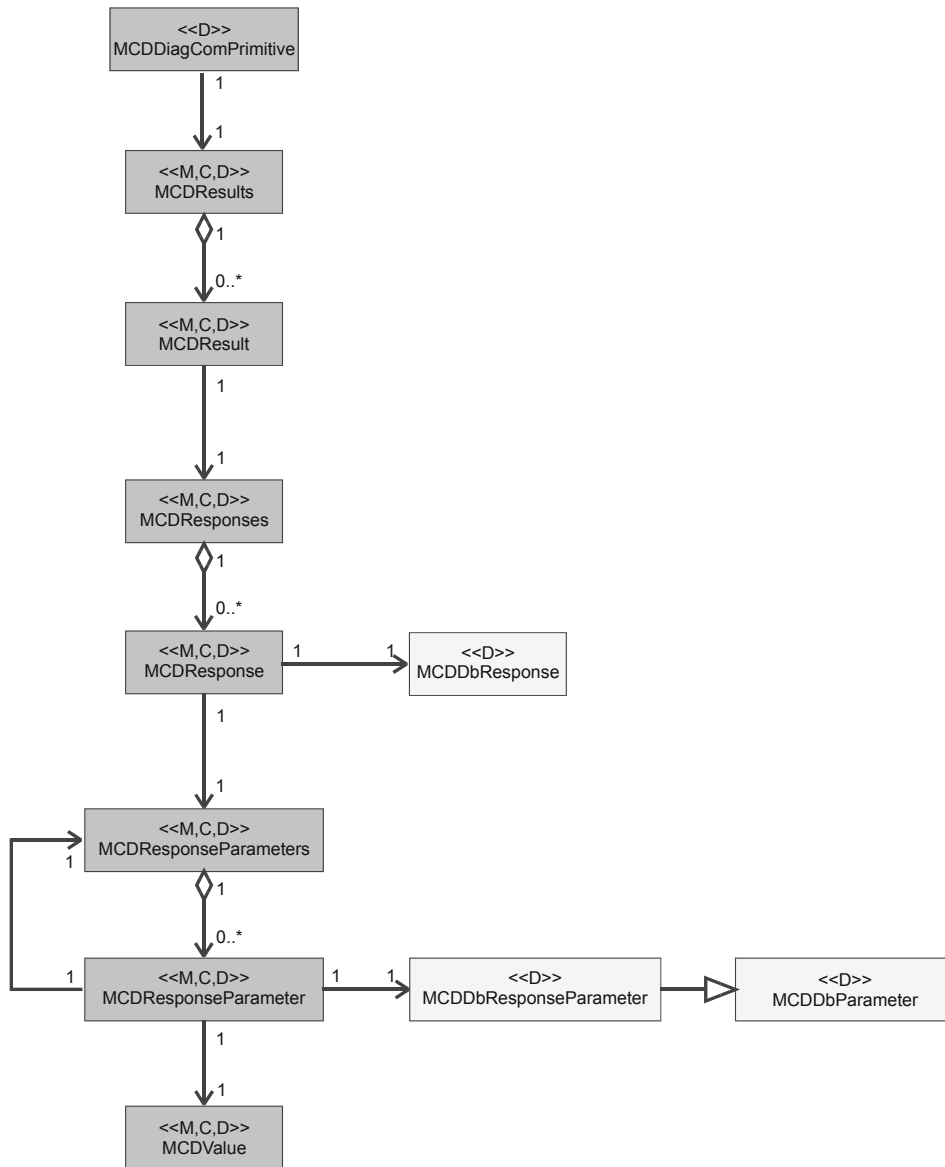 <<D>>
MCDDiagComPrimitive
1
1
<<M,C,D>>
MCDResults
1
0..*
<<M,C,D>>
MCDResult
1
1
<<M,C,D>>
MCDResponses
1
0..*
<<M,C,D>>
MCDResponse
1
1
<<D>>
MCDDbResponse
1
1
<<M,C,D>>
MCDResponseParameters
1
1
0..*
1
<<M,C,D>>
MCDResponseParameter
1
1
<<D>>
MCDDbResponseParameter
<<D>>
MCDDbParameter
1
1
<<M,C,D>>
MCDValue